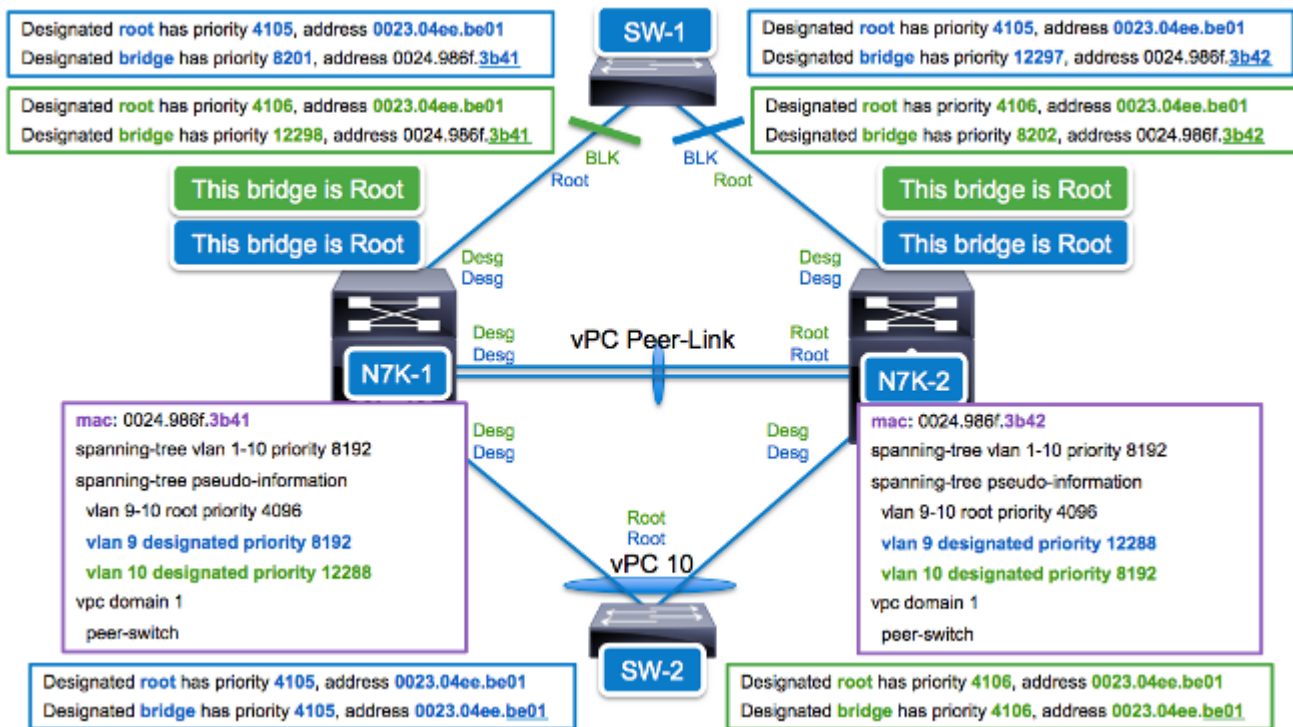 Designated root has priority 4105, address 0023.04ee.be01
Designated bridge has priority 8201, address 0024.986f.3b41
SW-1
Designated root has priority 4105, address 0023.04ee.be01
Designated bridge has priority 12297, address 0024.986f.3b42
Designated root has priority 4106, address 0023.04ee.be01
Designated bridge has priority 12298, address 0024.986f.3b41
Designated root has priority 4106, address 0023.04ee.be01
Designated bridge has priority 8202, address 0024.986f.3b42
BLK
Root
BLK
Root
This bridge is Root
This bridge is Root
This bridge is Root
This bridge is Root
Desg
Desg
Desg
Desg
Desg
Desg
vPC Peer-Link
Root
Root
N7K-1
N7K-2
mac: 0024.986f.3b41
spanning-tree vlan 1-10 priority 8192
spanning-tree pseudo-information
vlan 9-10 root priority 4096
vlan 9 designated priority 8192
vlan 10 designated priority 12288
vpc domain 1
peer-switch
Desg
Desg
Desg
Desg
mac: 0024.986f.3b42
spanning-tree vlan 1-10 priority 8192
spanning-tree pseudo-information
vlan 9-10 root priority 4096
vlan 9 designated priority 12288
vlan 10 designated priority 8192
vpc domain 1
peer-switch
Root
Root
vPC 10
SW-2
Designated root has priority 4105, address 0023.04ee.be01
Designated bridge has priority 4105, address 0023.04ee.be01
Designated root has priority 4106, address 0023.04ee.be01
Designated bridge has priority 4106, address 0023.04ee.be01